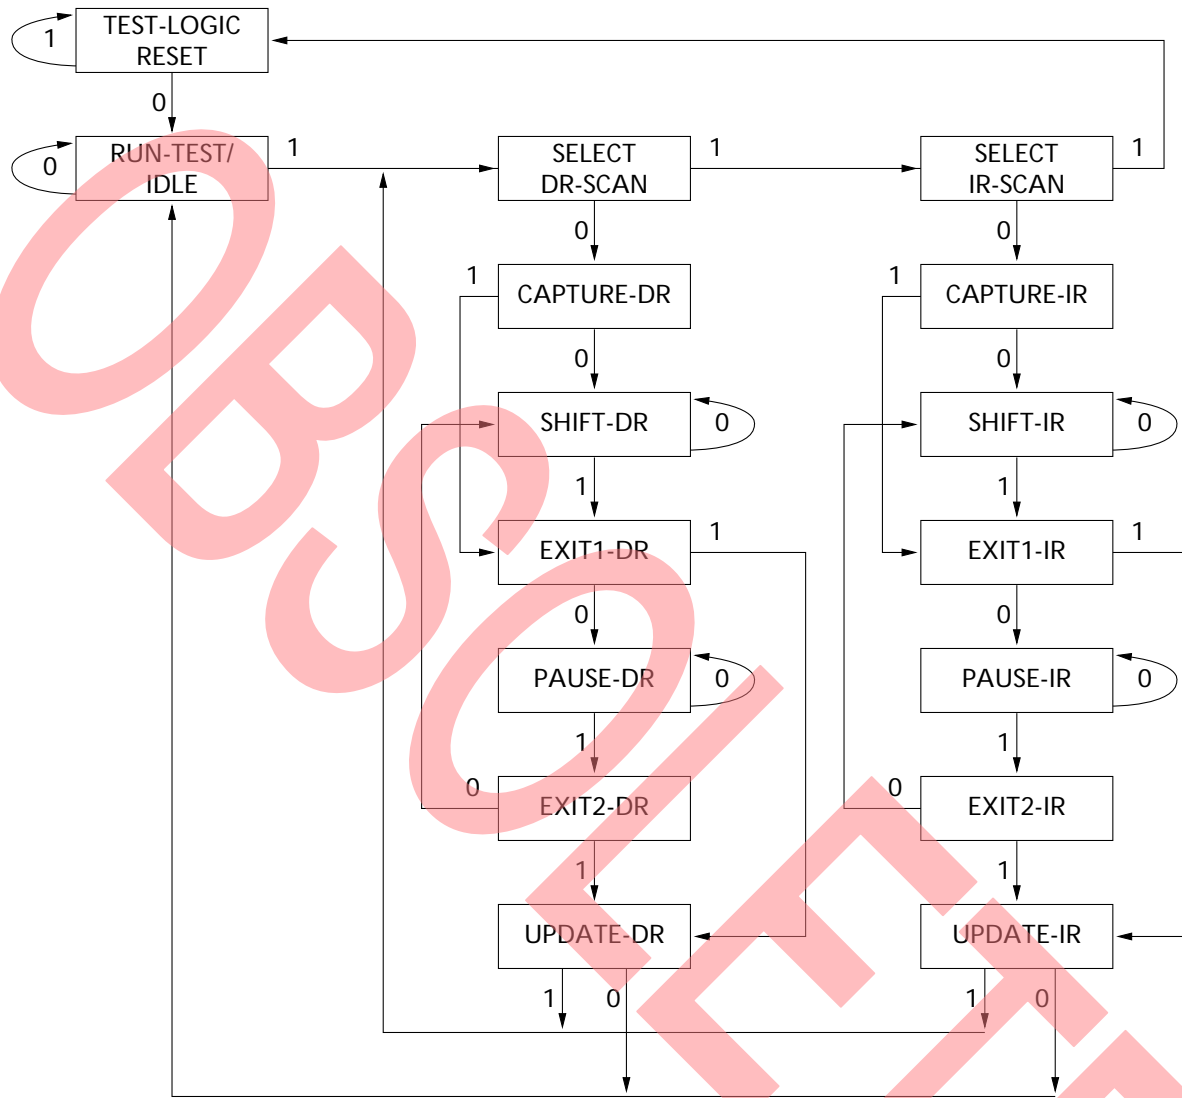 TEST-LOGIC
RESET
1
0
RUN-TEST/
IDLE
0
1
SELECT
DR-SCAN
1
SELECT
IR-SCAN
1
0
0
1
CAPTURE-DR
1
CAPTURE-IR
0
0
SHIFT-DR
0
SHIFT-IR
0
1
1
EXIT1-DR
1
EXIT1-IR
1
0
0
PAUSE-DR
0
PAUSE-IR
0
1
1
0
EXIT2-DR
0
EXIT2-IR
1
1
UPDATE-DR
UPDATE-IR
1
0
1
0
OBSOLETE